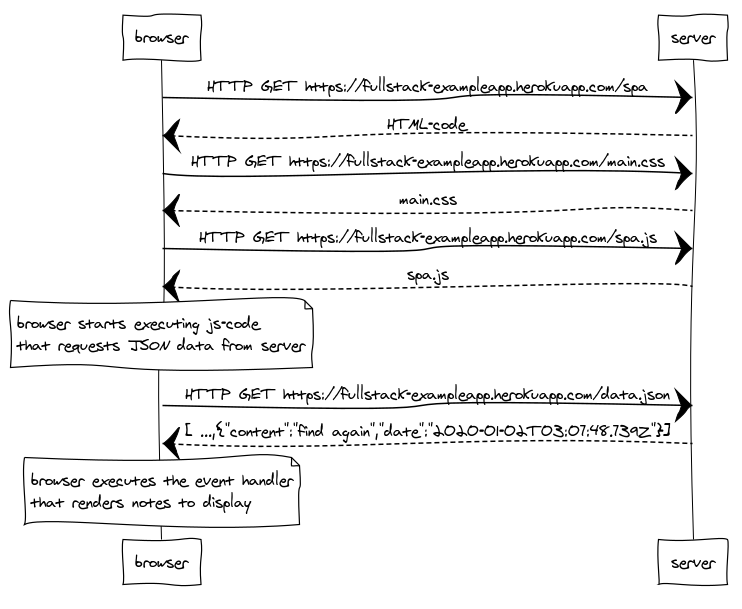 browser
server
HTTP GET https://fullstack-exampleapp.herokuapp.com/spa
HTML-code
HTTP GET https://fullstack-exampleapp.herokuapp.com/main.css
main.css
HTTP GET https://fullstack-exampleapp.herokuapp.com/spa.js
spa.js
browser starts executing js-code
that requests JSON data from server
HTTP GET https://fullstack-exampleapp.herokuapp.com/data.json
[ ...,{"content":"find again","date":"2020-01-02T03:07:48.739Z"}]
browser executes the event handler
that renders notes to display
browser
server